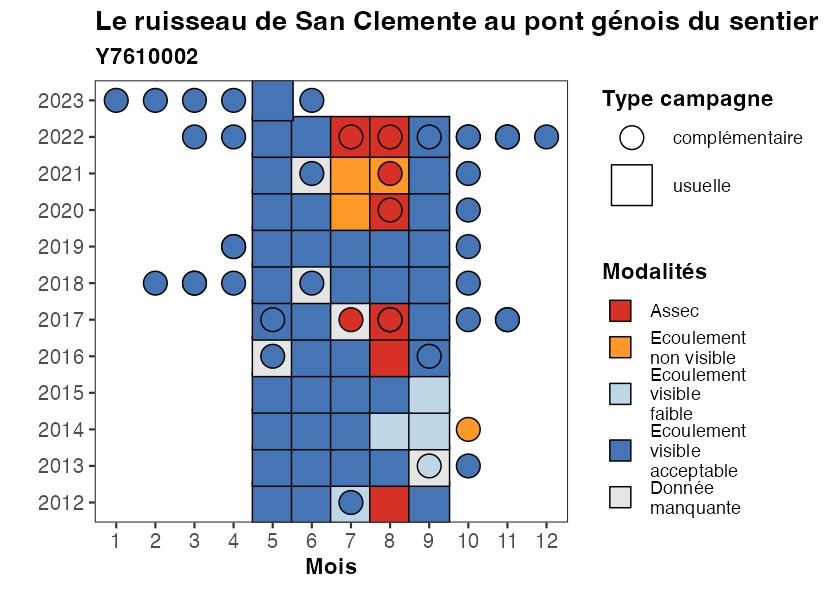 Le ruisseau de San Clemente au pont génois du sentier
Y7610002
2023
2022
2021
2020
2019
2018
2017
2016
2015
2014
2013
2012
1 2 3 4 5 6 7 8 9 10 11 12
Mois
Type campagne
complémentaire
usuelle
Modalités
Assec
Ecoulement
non visible
Ecoulement
visible
faible
Ecoulement
visible
acceptable
Donnée
manquante